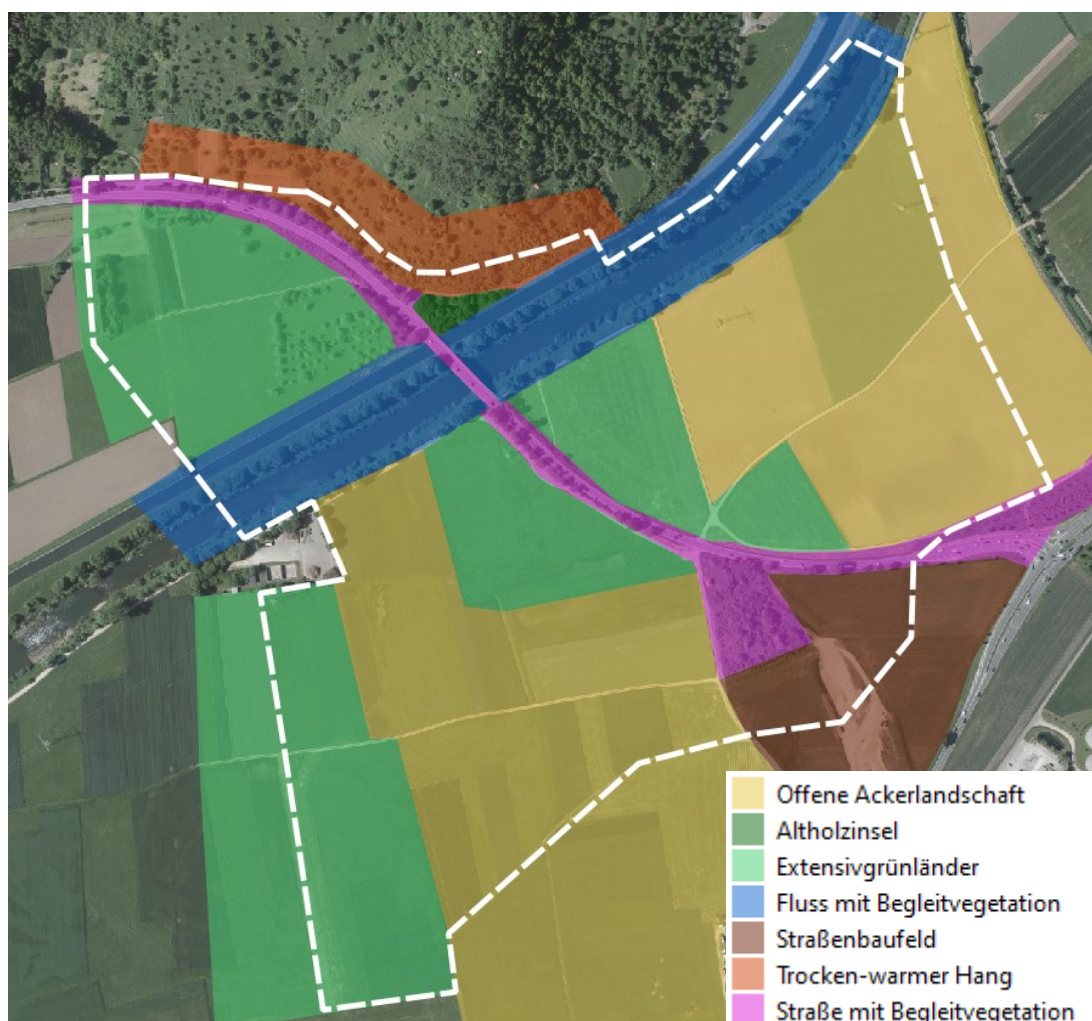 Offene Ackerlandschaft
Altholzinsel
Extensivgrünländer
Fluss mit Begleitvegetation
Straßenbaufeld
Trocken-warmer Hang
Straße mit Begleitvegetation